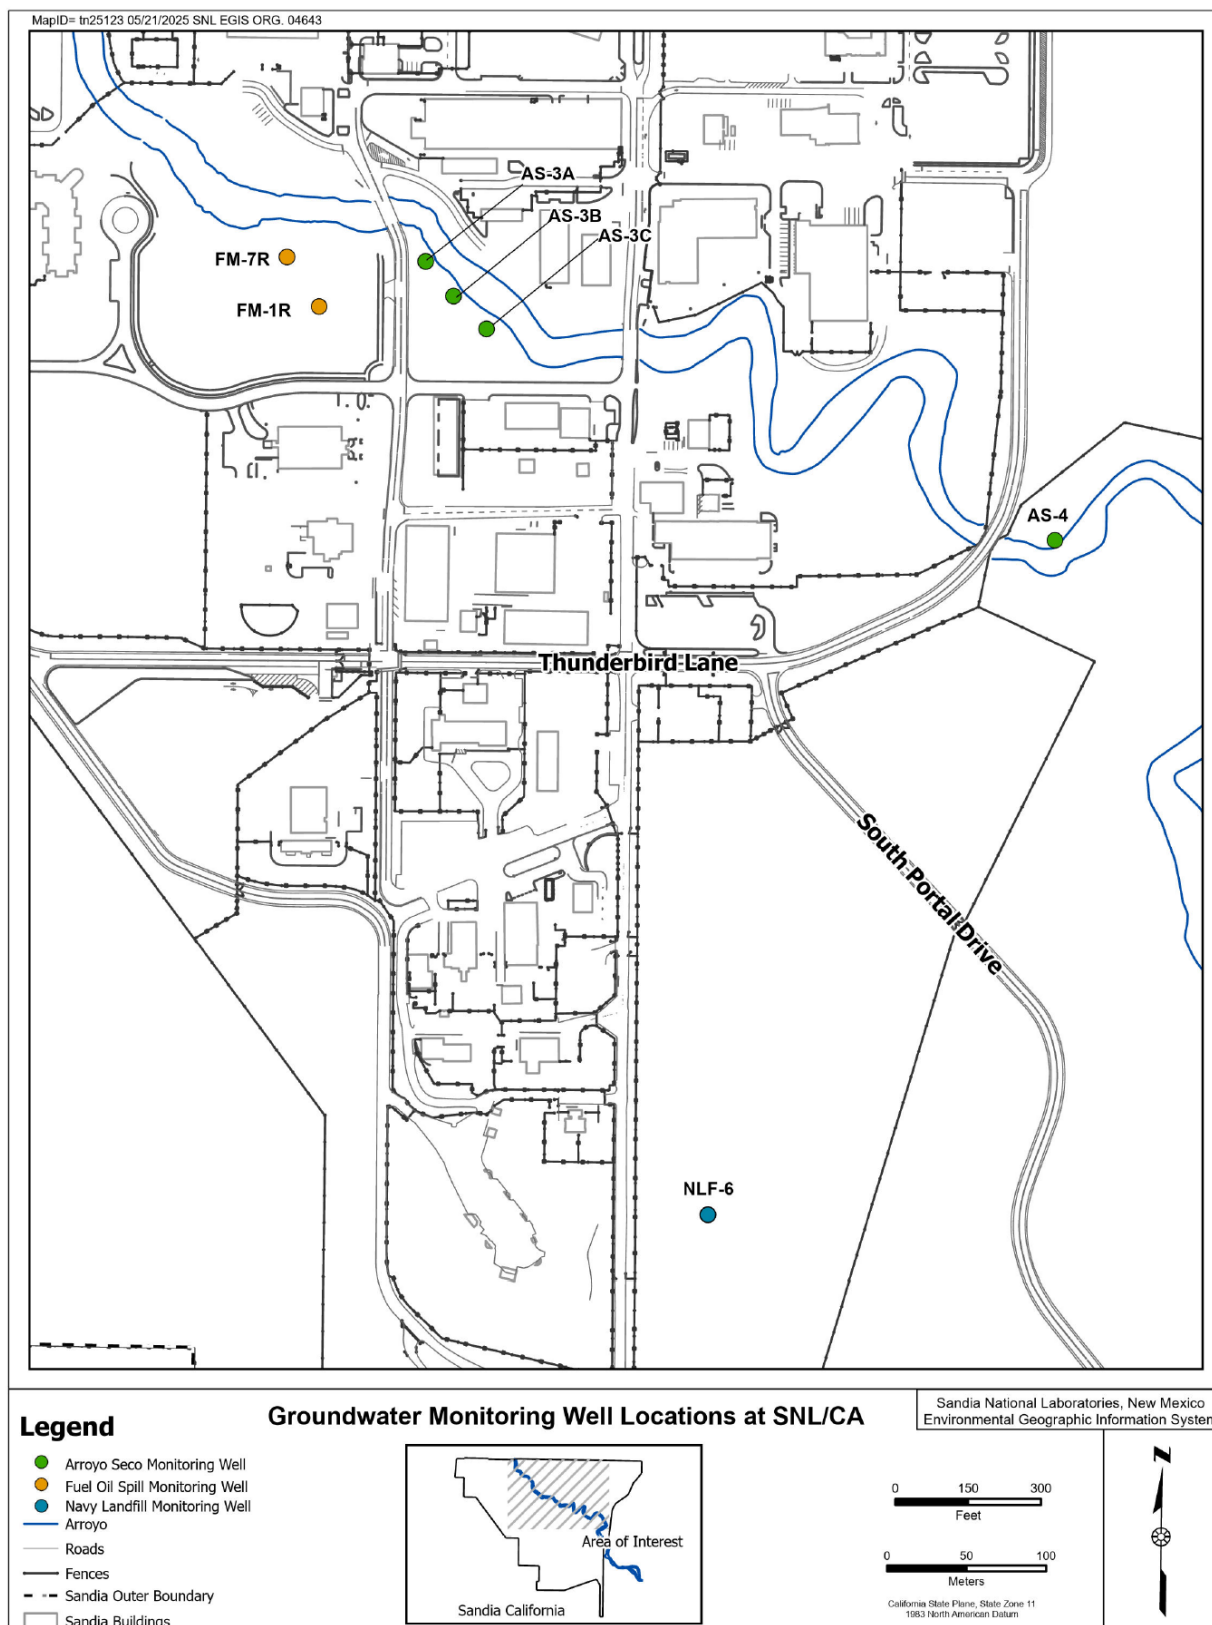 MapID= tn25123 05/21/2025 SNL EGIS ORG. 04643
AS-3A
AS-3B
AS-3C
FM-7R
FM-1R
AS-4
Thunderbird Lane
South Portal Drive
NLF-6
Legend
Arroyo Seco Monitoring Well
Fuel Oil Spill Monitoring Well
Navy Landfill Monitoring Well
Arroyo
Roads
Fences
Sandia Outer Boundary
Sandia Buildings
Groundwater Monitoring Well Locations at SNL/CA
Area of Interest
Sandia California
Sandia National Laboratories, New Mexico
Environmental Geographic Information System
0 150 300
Feet
0 50 100
Meters
California State Plane, State Zone 11
1983 North American Datum
N